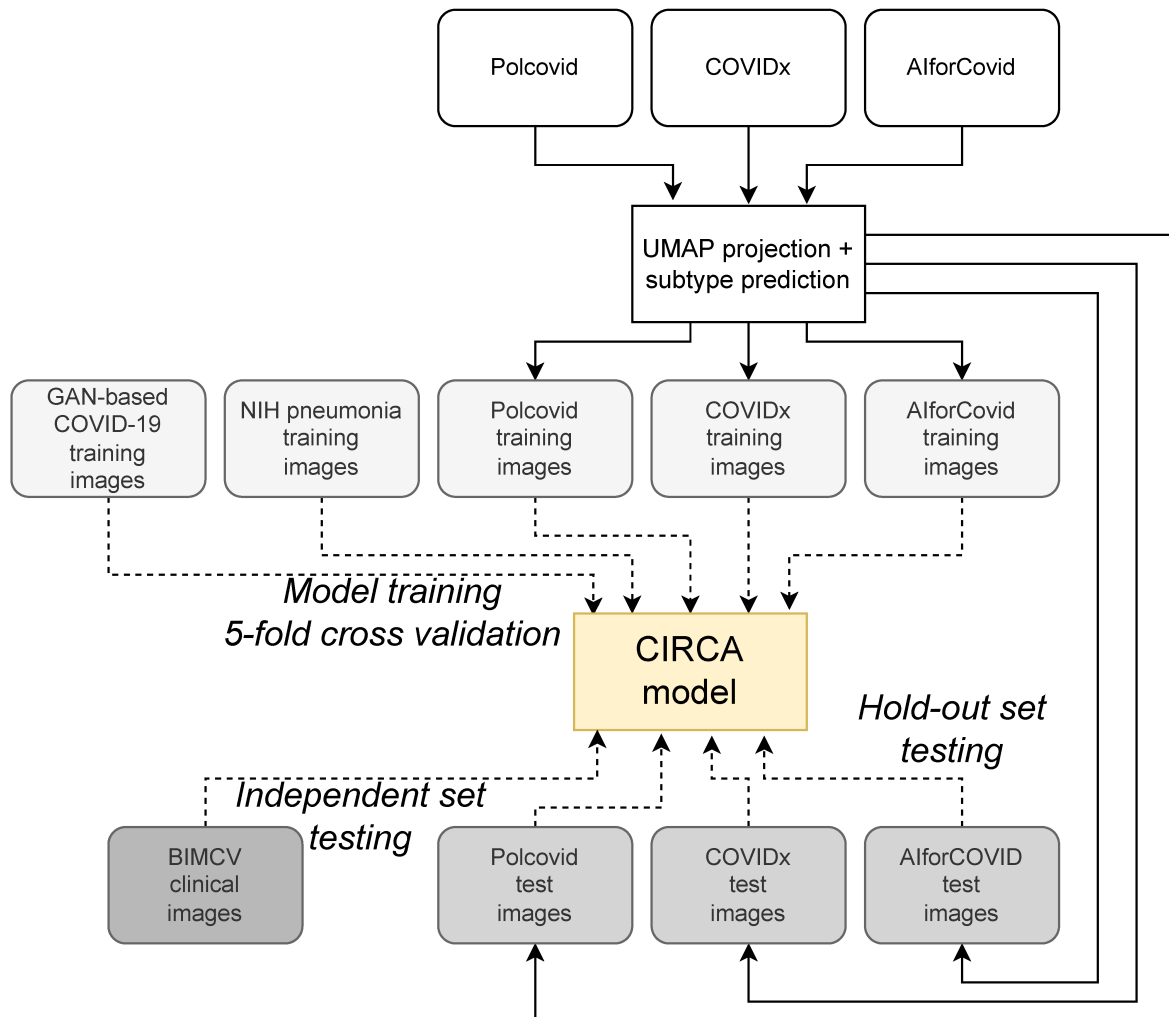 Polcovid
COVIDx
AIforCovid
UMAP projection +
subtype prediction
GAN-based
COVID-19
training
images
NIH pneumonia
training
images
Polcovid
training
images
COVIDx
training
images
AIforCovid
training
images
Model training
5-fold cross validation
CIRCA
model
Hold-out set
testing
Independent set
testing
BIMCV
clinical
images
Polcovid
test
images
COVIDx
test
images
AIforCOVID
test
images